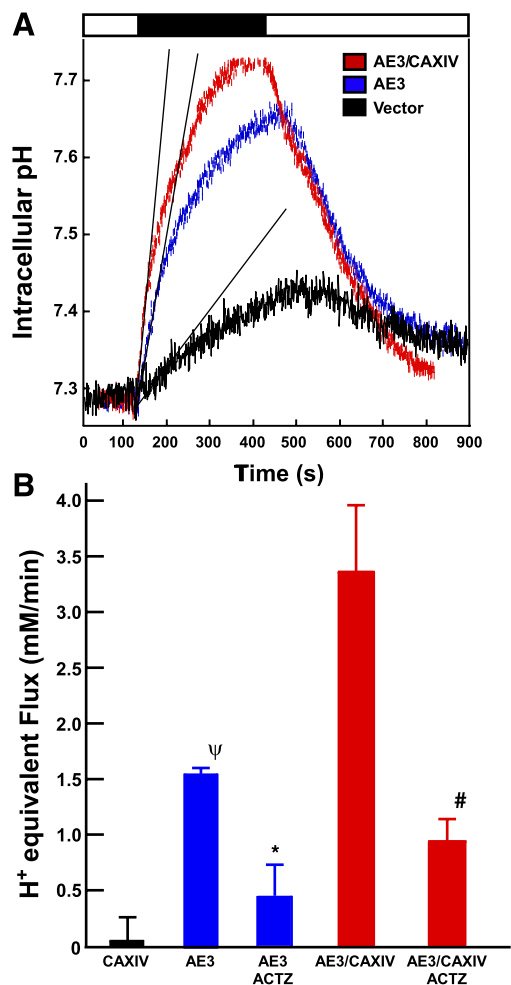 A
AE3/CAXIV
AE3
Vector
7.7
7.6
7.5
7.4
7.3
Intracellular pH
0 100 200 300 400 500 600 700 800 900
Time (s)
B
4.0
3.5
3.0
2.5
2.0
1.5
1.0
0.5
0
H+ equivalent Flux (mM/min)
ψ
*
#
CAXIV AE3 AE3 AE3/CAXIV AE3/CAXIV
ACTZ ACTZ